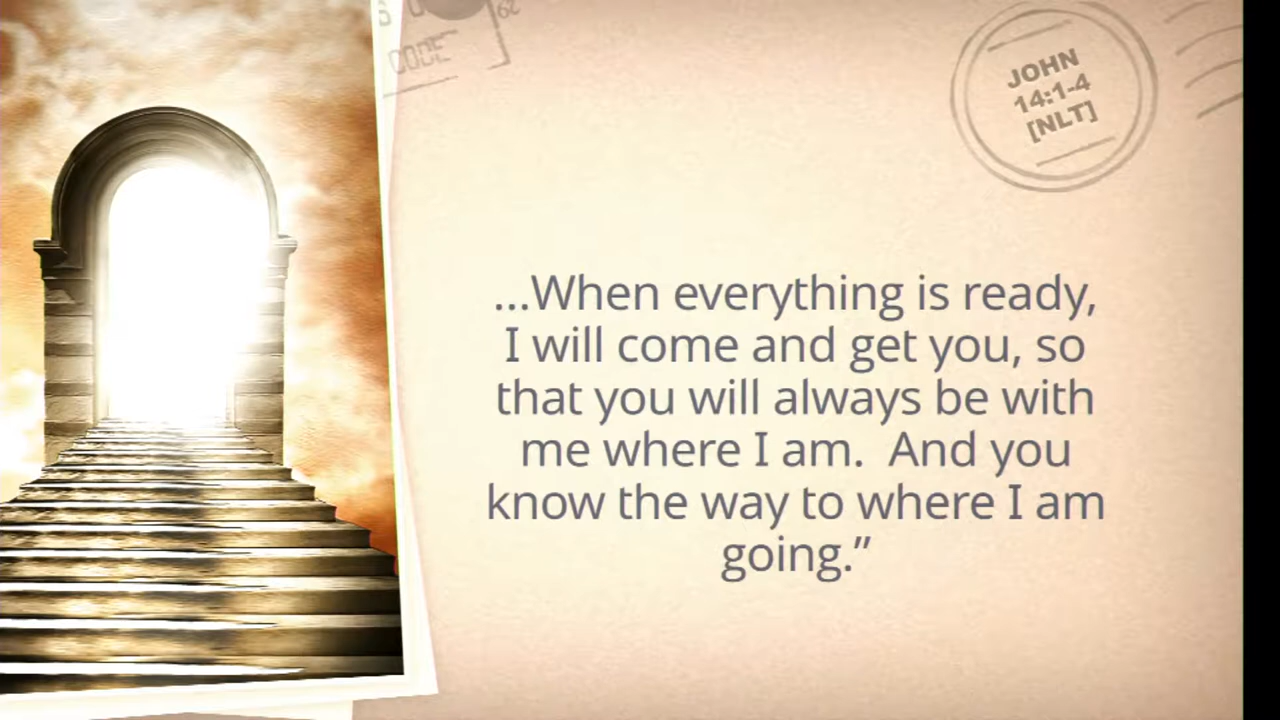 CODE
JOHN
14:1-4
[NLT]
...When everything is ready,
I will come and get you, so
that you will always be with
me where I am.  And you
know the way to where I am
going.”